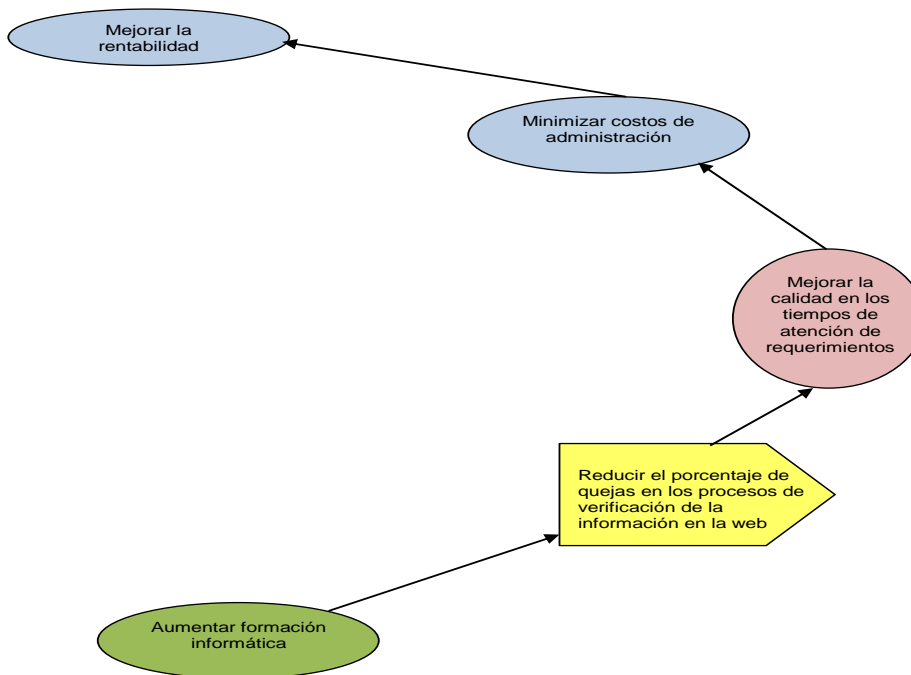 Mejorar la
rentabilidad
Minimizar costos de
administración
Mejorar la
calidad en los
tiempos de
atención de
requerimientos
Reducir el porcentaje de
quejas en los procesos de
verificación de la
información en la web
Aumentar formación
informática